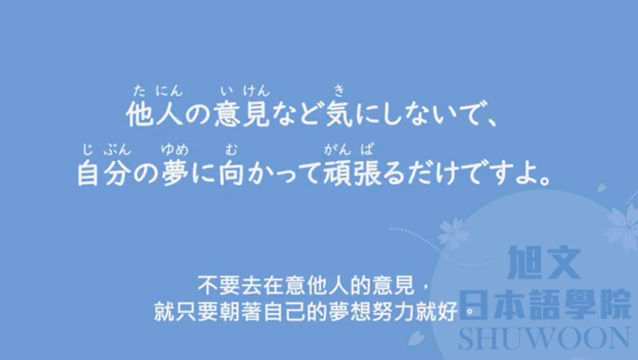 た にん い けん き
他人の意見など気にしないで、
じ ぶん ゆめ む がん ば
自分の夢に向かって頑張るだけですよ。
不要去在意他人的意見，
就只要朝著自己的夢想努力就好。
旭文
日本語學院
SHUWOON